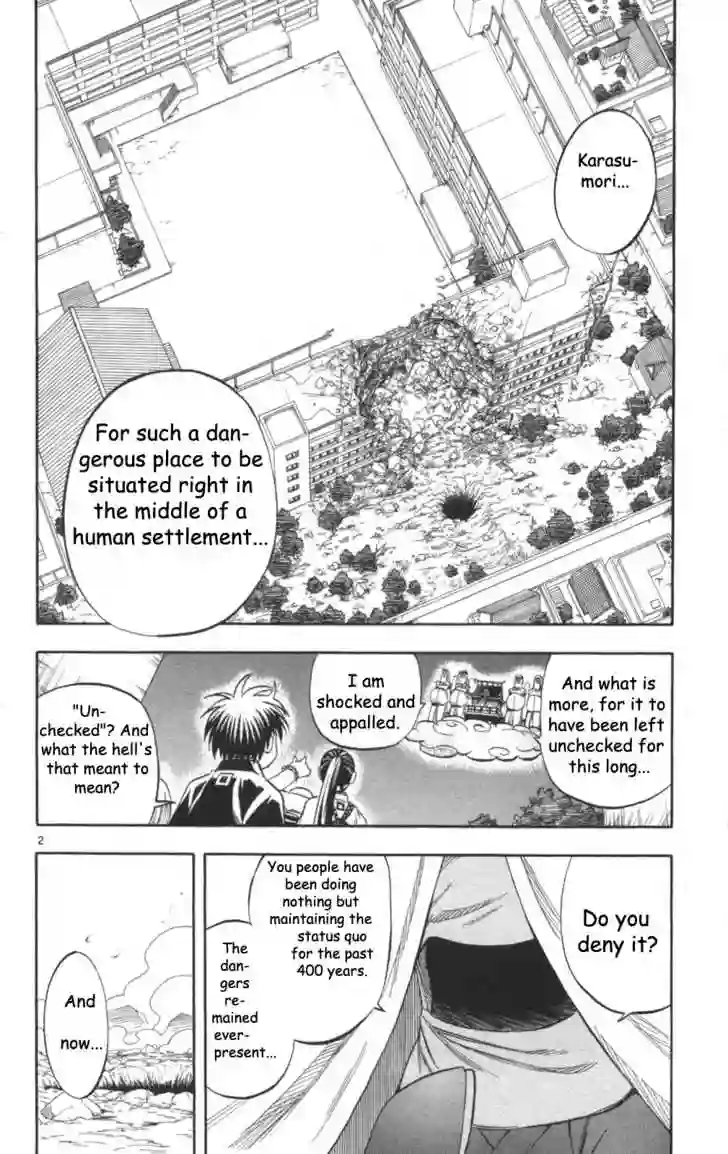 Karasu-
mori...
For such a dan-
gerous place to be
situated right in
the middle of a
human settlement...
And what is
more, for it to
have been left
unchecked for
this long...
I am
shocked and
appalled.
"Un-
checked"? And
what the hell's
that meant to
mean?
2
Do you
deny it?
You people have
been doing
nothing but
maintaining the
status quo
for the past
400 years.
The
dan-
gers
re-
mained
ever-
present...
And
now...